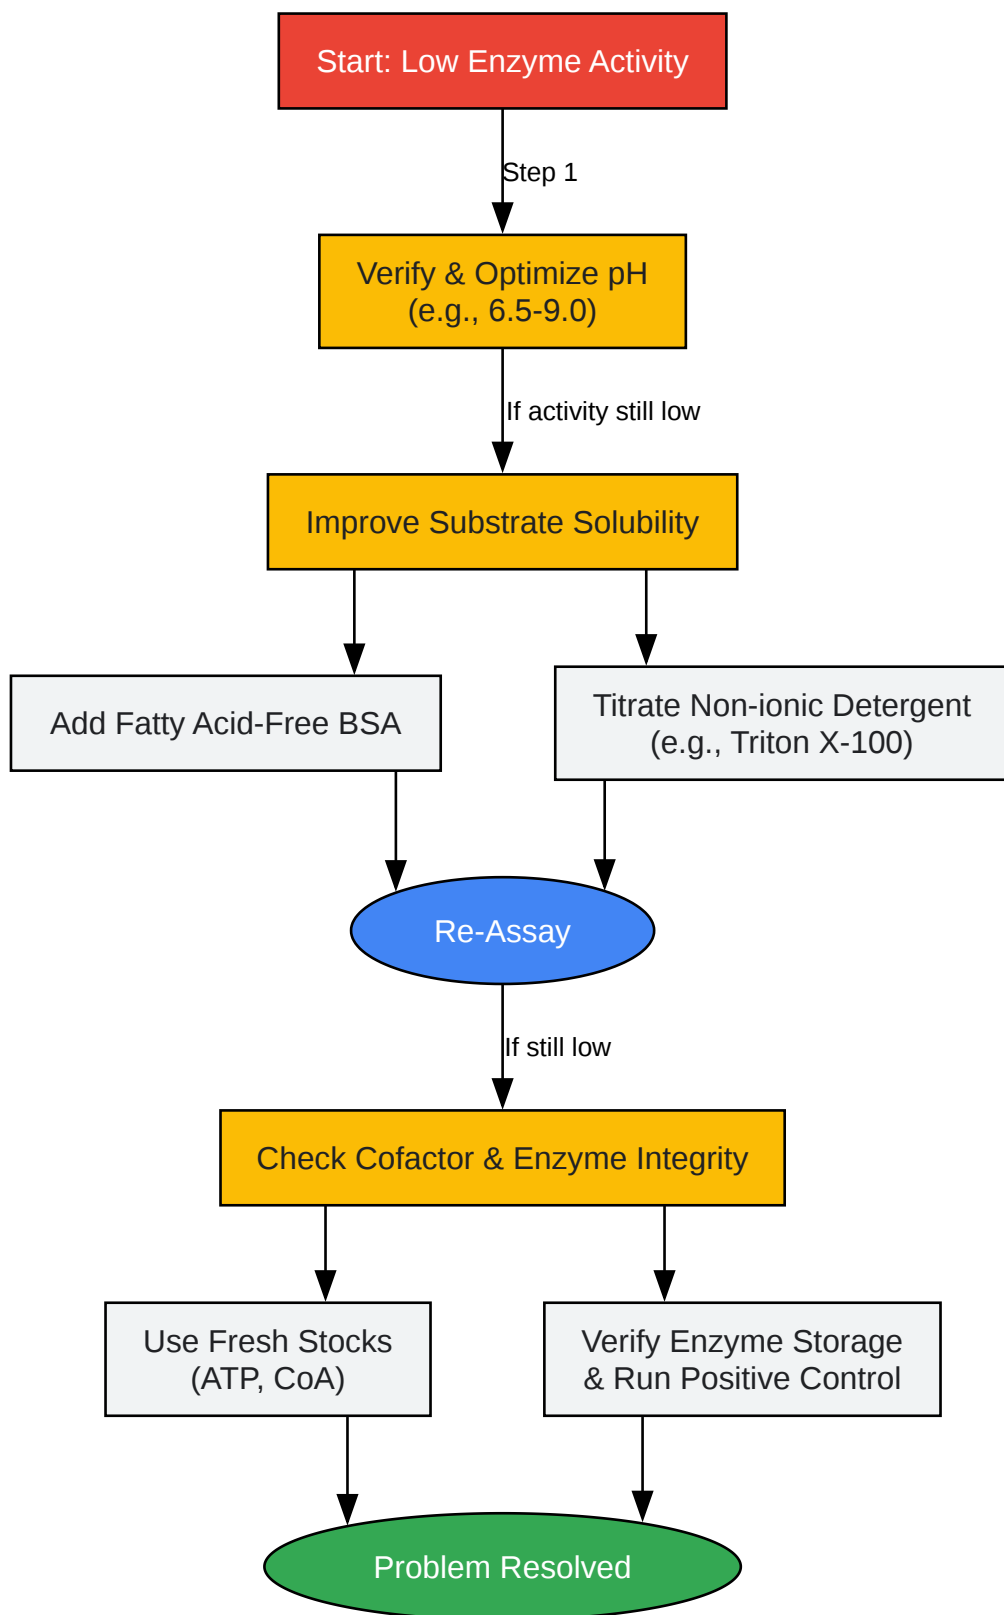 Start: Low Enzyme Activity
Step 1
Verify & Optimize pH
(e.g., 6.5-9.0)
If activity still low
Improve Substrate Solubility
Add Fatty Acid-Free BSA
Titrate Non-ionic Detergent
(e.g., Triton X-100)
Re-Assay
If still low
Check Cofactor & Enzyme Integrity
Use Fresh Stocks
(ATP, CoA)
Verify Enzyme Storage
& Run Positive Control
Problem Resolved